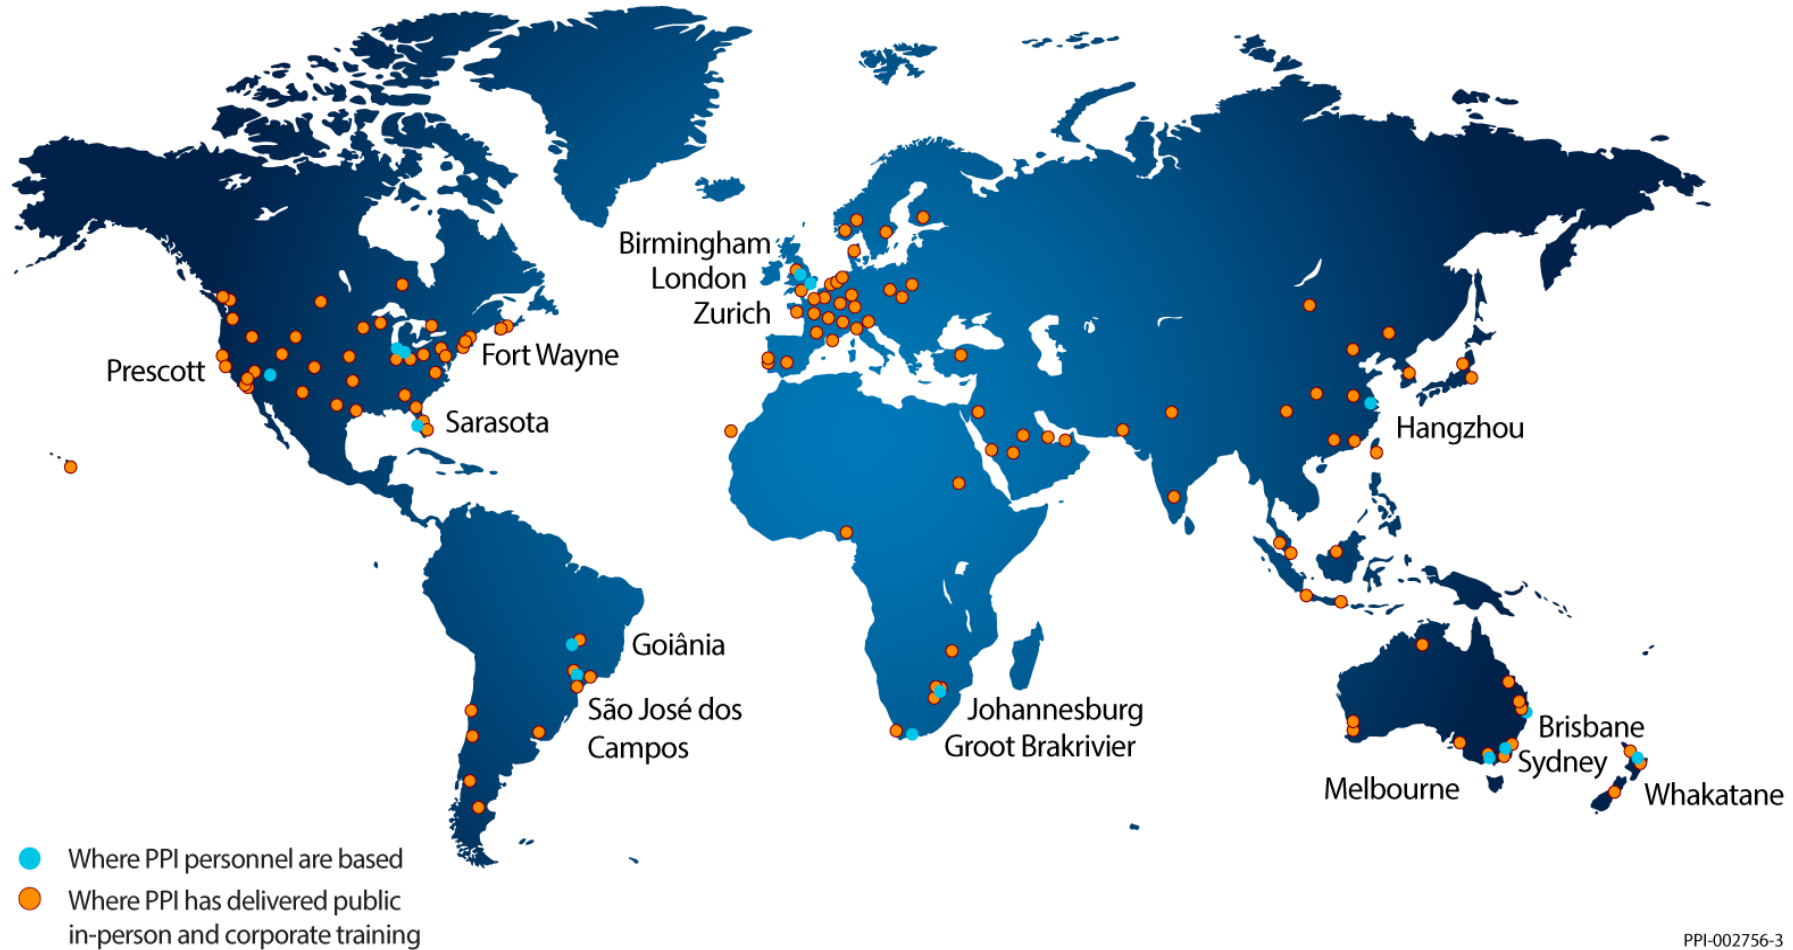 Birmingham
London
Zurich
Prescott
Fort Wayne
Sarasota
Hangzhou
Goiânia
São José dos
Campos
Johannesburg
Groot Brakrivier
Brisbane
Sydney
Melbourne
Whakatane
Where PPI personnel are based
Where PPI has delivered public
in-person and corporate training
PPI-002756-3